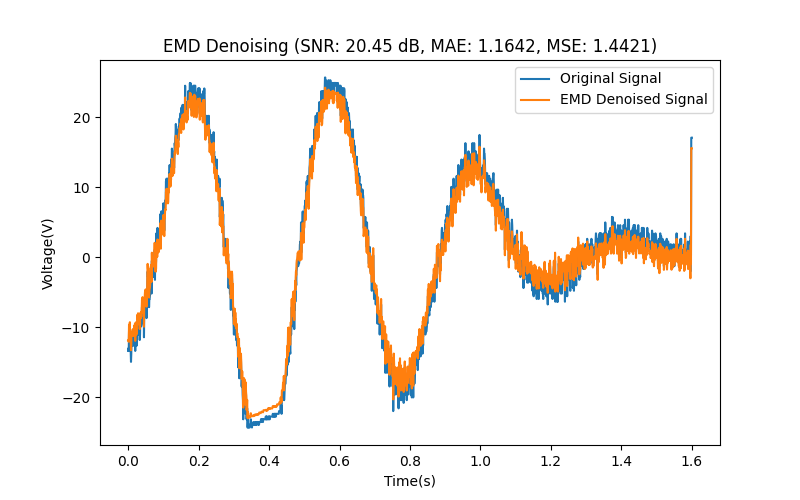 EMD Denoising (SNR: 20.45 dB, MAE: 1.1642, MSE: 1.4421)
Original Signal
EMD Denoised Signal
Voltage(V)
20
10
0
−10
−20
0.0 0.2 0.4 0.6 0.8 1.0 1.2 1.4 1.6
Time(s)